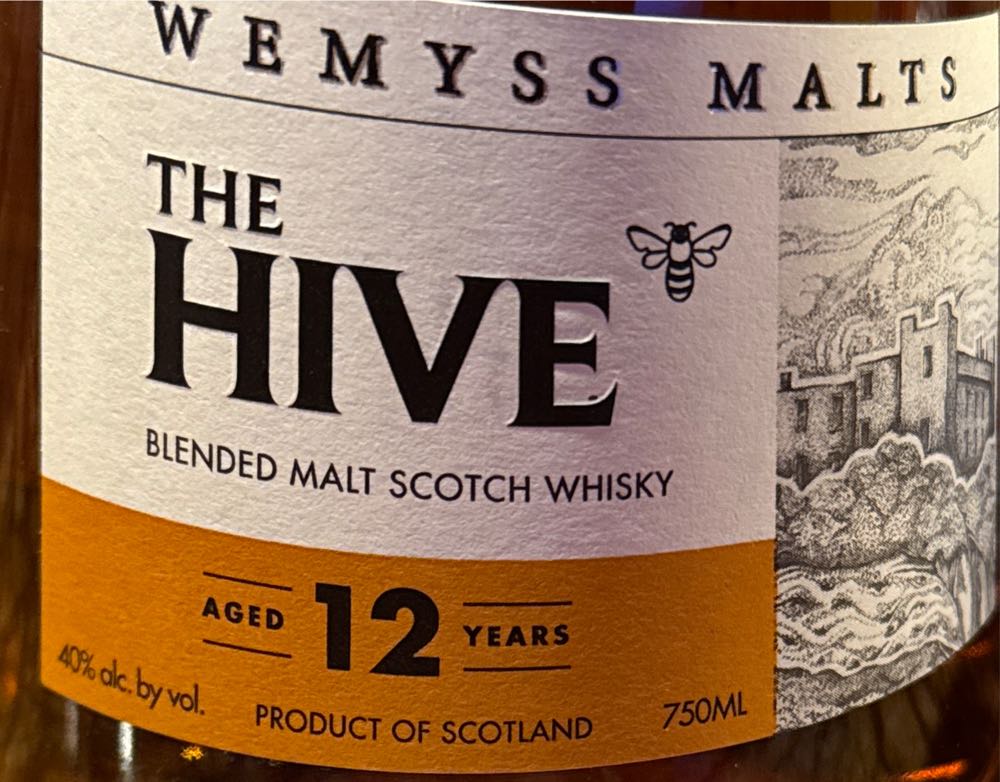 WEMYSS MALTS
THE
HIVE
BLENDED MALT SCOTCH WHISKY
AGED 12 YEARS
40% alc. by vol.
PRODUCT OF SCOTLAND
750ML